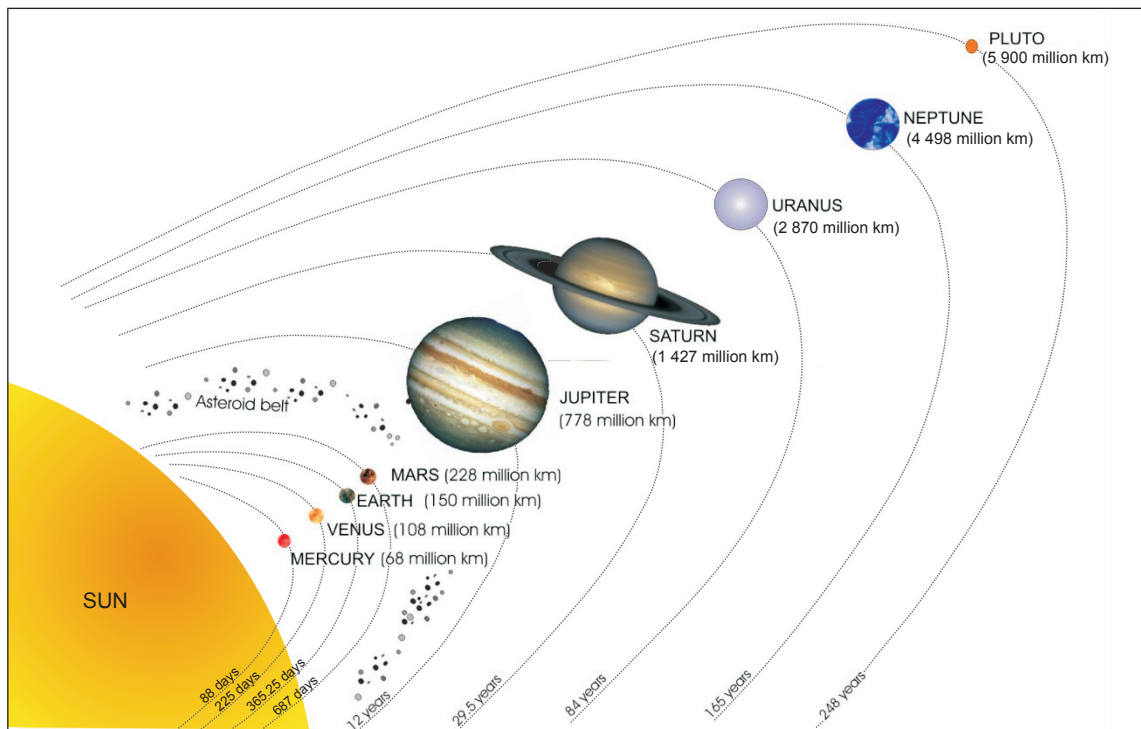 PLUTO
(5 900 million km)
NEPTUNE
(4 498 million km)
URANUS
(2 870 million km)
SATURN
(1 427 million km)
JUPITER
(778 million km)
Asteroid belt
MARS (228 million km)
EARTH (150 million km)
VENUS (108 million km)
MERCURY (68 million km)
SUN
88 days
225 days
365.25 days
687 days
12 years
29.5 years
84 years
165 years
248 years